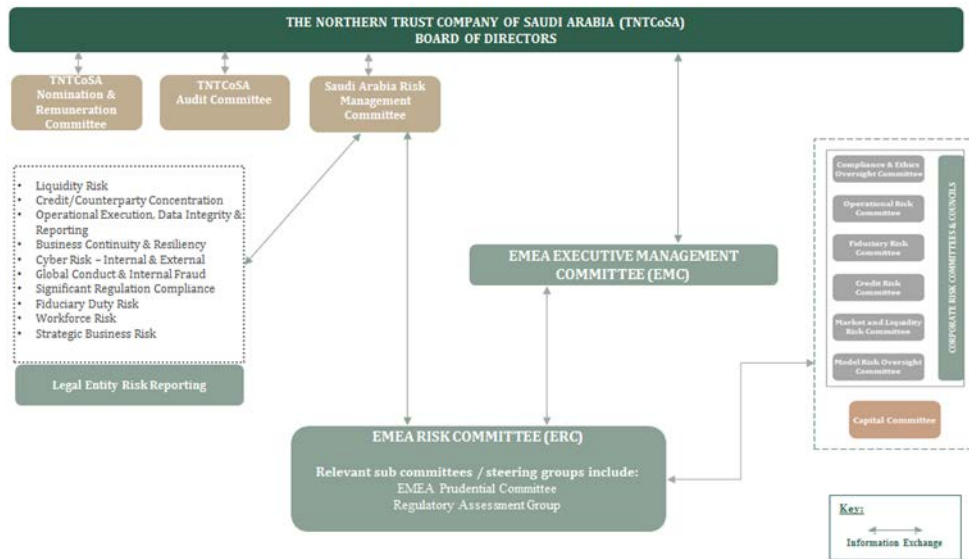 THE NORTHERN TRUST COMPANY OF SAUDI ARABIA (TNTCoSA)
BOARD OF DIRECTORS
TNTCoSA
Nomination &
Remuneration
Committee
TNTCoSA
Audit Committee
Saudi Arabia Risk
Management
Committee
• Liquidity Risk
• Credit/Counterparty Concentration
• Operational Execution, Data Integrity &
Reporting
• Business Continuity & Resiliency
• Cyber Risk – Internal & External
• Global Conduct & Internal Fraud
• Significant Regulation Compliance
• Fiduciary Duty Risk
• Workforce Risk
• Strategic Business Risk
Legal Entity Risk Reporting
EMEA EXECUTIVE MANAGEMENT
COMMITTEE (EMC)
EMEA RISK COMMITTEE (ERC)
Relevant sub committees / steering groups include:
EMEA Prudential Committee
Regulatory Assessment Group
Compliance & Ethics
Oversight Committee
Operational Risk
Committee
Fiduciary Risk
Committee
Credit Risk
Committee
Market and Liquidity
Risk Committee
Model Risk Oversight
Committee
CORPORATE RISK COMMITTEES & COUNCILS
Capital Committee
Key:
Information Exchange